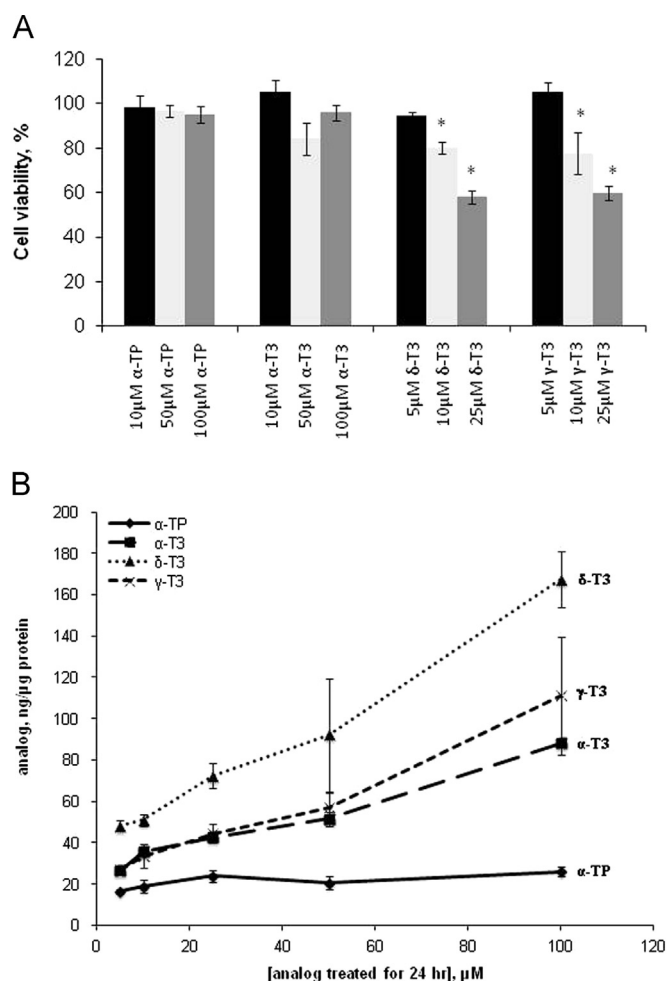 A
Cell viability, %
120
100
80
60
40
20
0
*
*
*
*
10µM α-TP
50µM α-TP
100µM α-TP
10µM α-T3
50µM α-T3
100µM α-T3
5µM δ-T3
10µM δ-T3
25µM δ-T3
5µM γ-T3
10µM γ-T3
25µM γ-T3
B
analog, ng/µg protein
200
180
160
140
120
100
80
60
40
20
0
α-TP
α-T3
δ-T3
γ-T3
δ-T3
γ-T3
α-T3
α-TP
0 20 40 60 80 100 120
[analog treated for 24 hr], µM